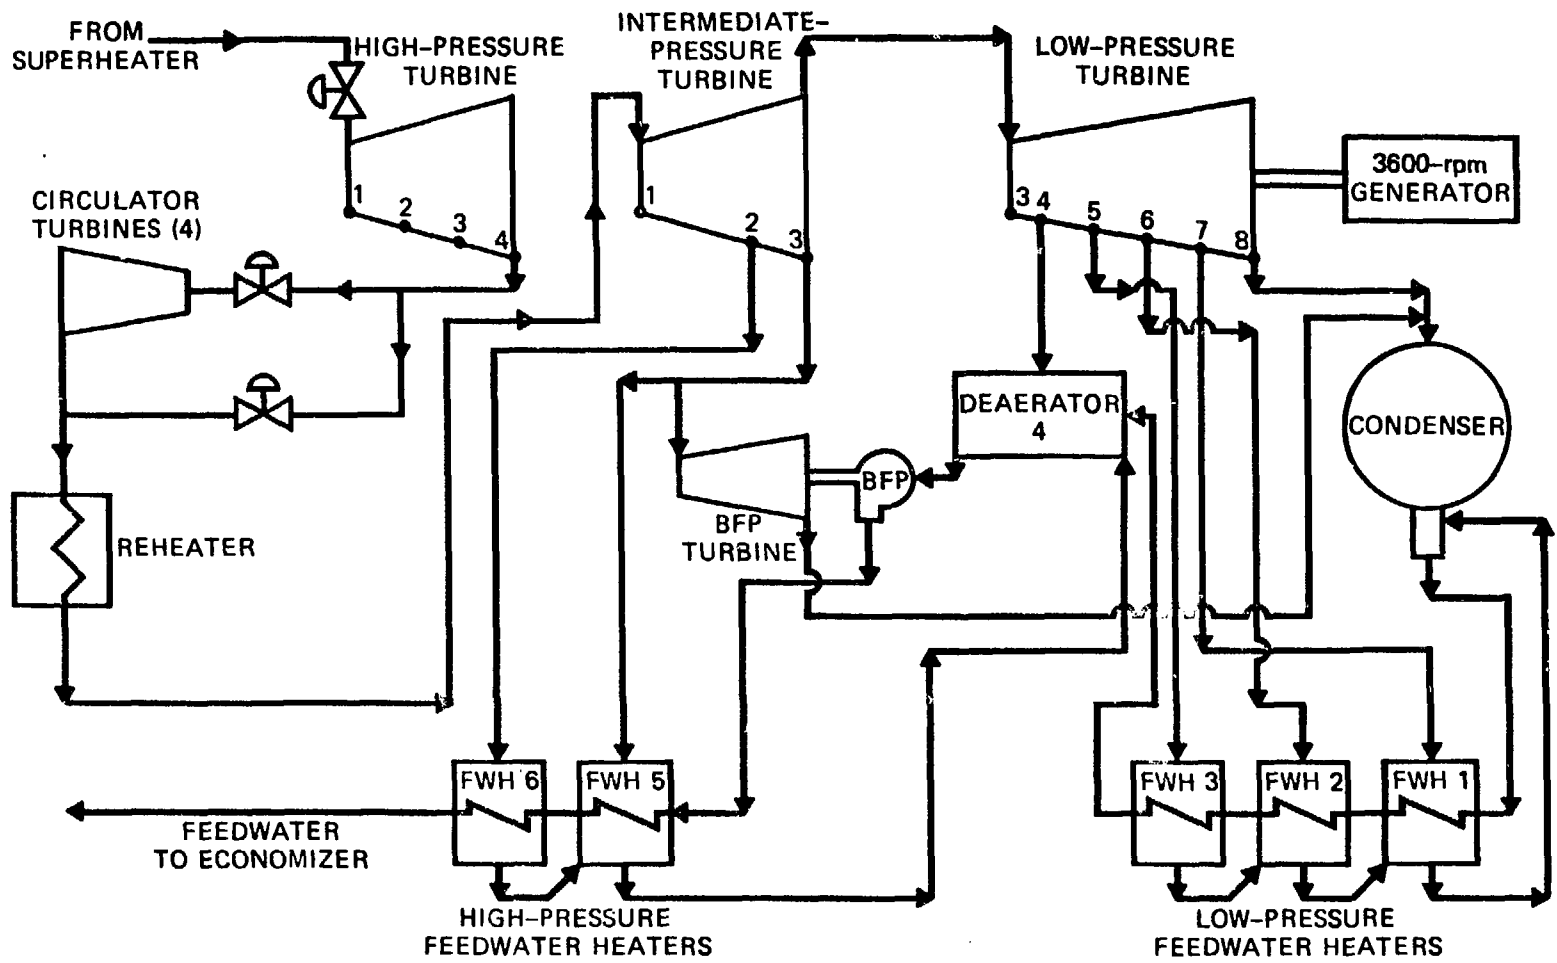 FROM
SUPERHEATER
HIGH-PRESSURE
TURBINE
INTERMEDIATE-
PRESSURE
TURBINE
LOW-PRESSURE
TURBINE
3600-rpm
GENERATOR
CIRCULATOR
TURBINES (4)
1
2
3
4
1
2
3
3
4
5
6
7
8
DEAERATOR
4
CONDENSER
BFP
BFP
TURBINE
REHEATER
FWH 6
FWH 5
FWH 3
FWH 2
FWH 1
FEEDWATER
TO ECONOMIZER
HIGH-PRESSURE
FEEDWATER HEATERS
LOW-PRESSURE
FEEDWATER HEATERS